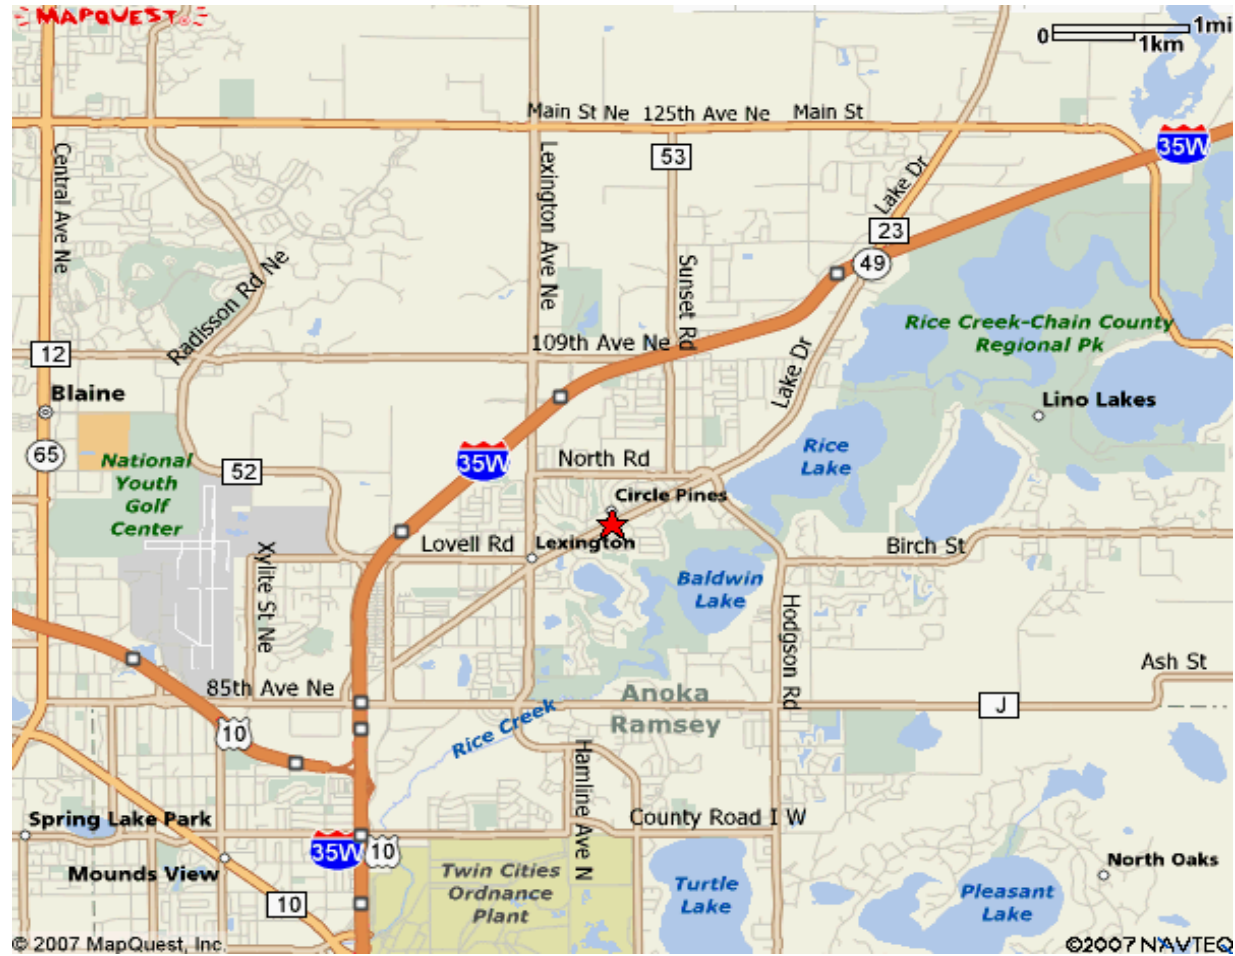 MAPQUEST
0
1mi
1km
Main St Ne
125th Ave Ne
Main St
35W
53
Central Ave Ne
Lexington Ave Ne
Lake Dr
23
49
Radisson Rd Ne
Sunset Rd
Rice Creek-Chain County
Regional Pk
109th Ave Ne
12
Lake Dr
Blaine
Lino Lakes
65
National
Youth
Golf
Center
52
35W
North Rd
Rice
Lake
Circle Pines
Lovell Rd
Lexington
Birch St
Xylite St Ne
Baldwin
Lake
Hodgson Rd
Ash St
85th Ave Ne
Anoka
Ramsey
J
Rice Creek
10
Hamline Ave N
Spring Lake Park
County Road I W
35W
10
Mounds View
Twin Cities
Ordnance
Plant
Turtle
Lake
North Oaks
Pleasant
Lake
10
© 2007 MapQuest, Inc.
©2007 NAVTEQ